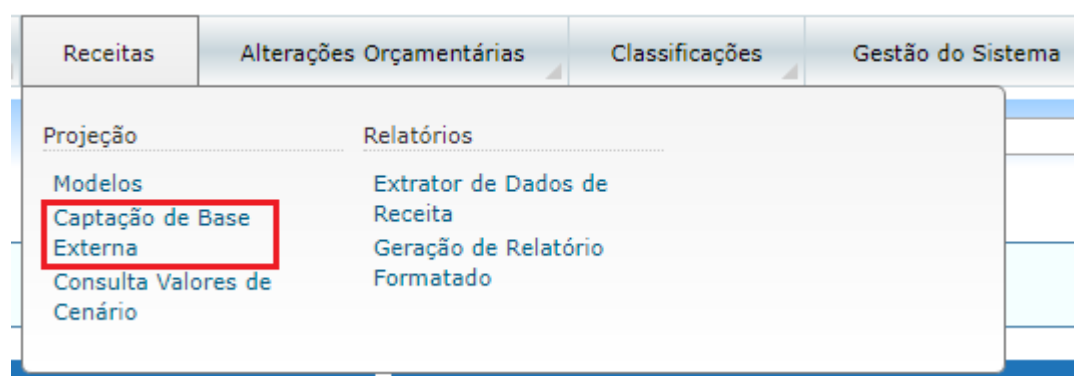 Receitas
Alterações Orçamentárias
Classificações
Gestão do Sistema
Projeção
Modelos
Captação de Base
Externa
Consulta Valores de
Cenário
Relatórios
Extrator de Dados de
Receita
Geração de Relatório
Formatado